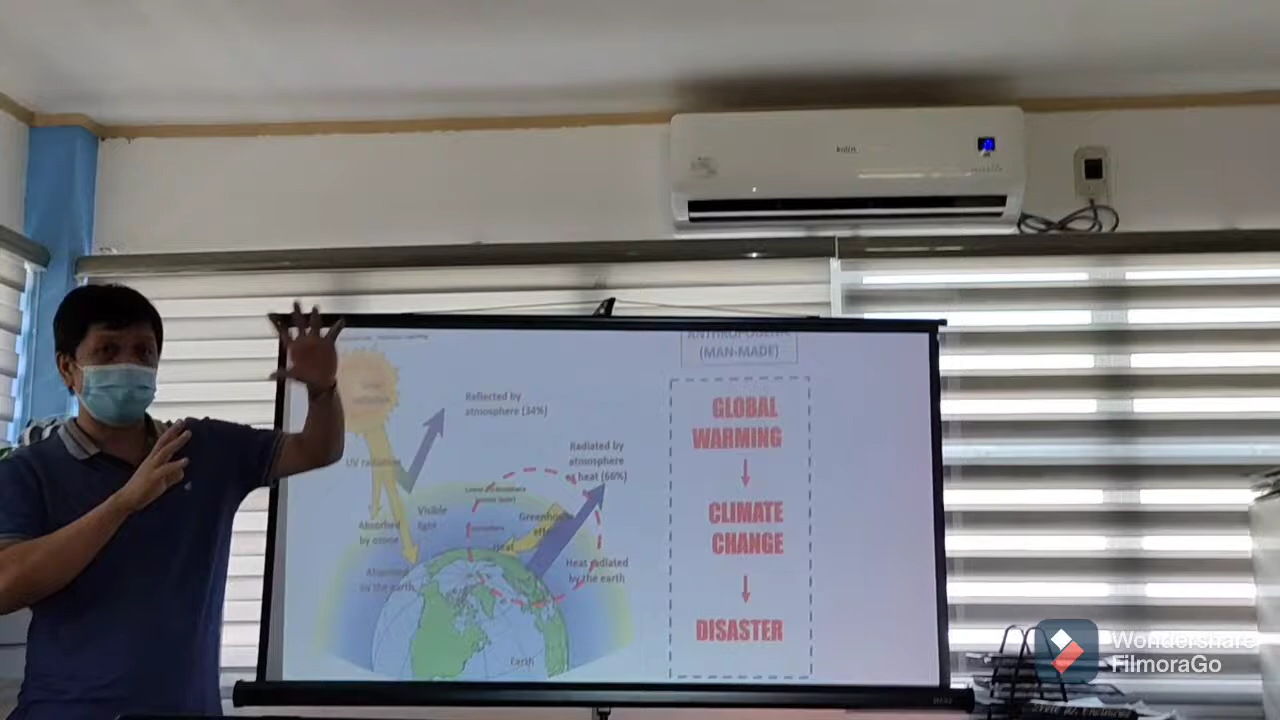 ANTHROPOGENIC
(MAN-MADE)
Reflected by
atmosphere (34%)
GLOBAL
WARMING
Radiated by
atmosphere
as heat (66%)
UV radiation
Visible
light
Greenhouse
effect
Absorbed
by ozone
Heat
CLIMATE
CHANGE
Absorbed
by the earth
Heat radiated
by the earth
DISASTER
Earth
Wondershare
FilmoraGo